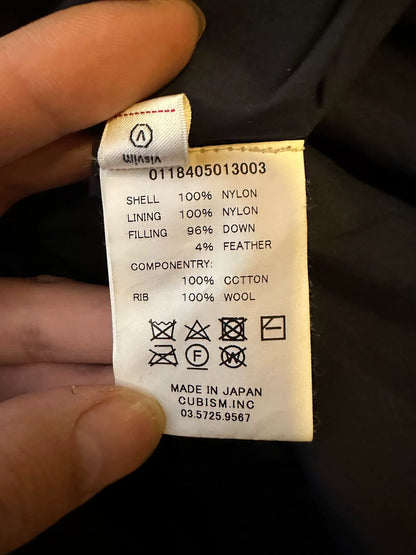 visvim
0118405013003
SHELL 100% NYLON
LINING 100% NYLON
FILLING 96% DOWN
4% FEATHER
COMPONENTRY:
100% COTTON
RIB 100% WOOL
F
W
MADE IN JAPAN
CUBISM.INC
03.5725.9567